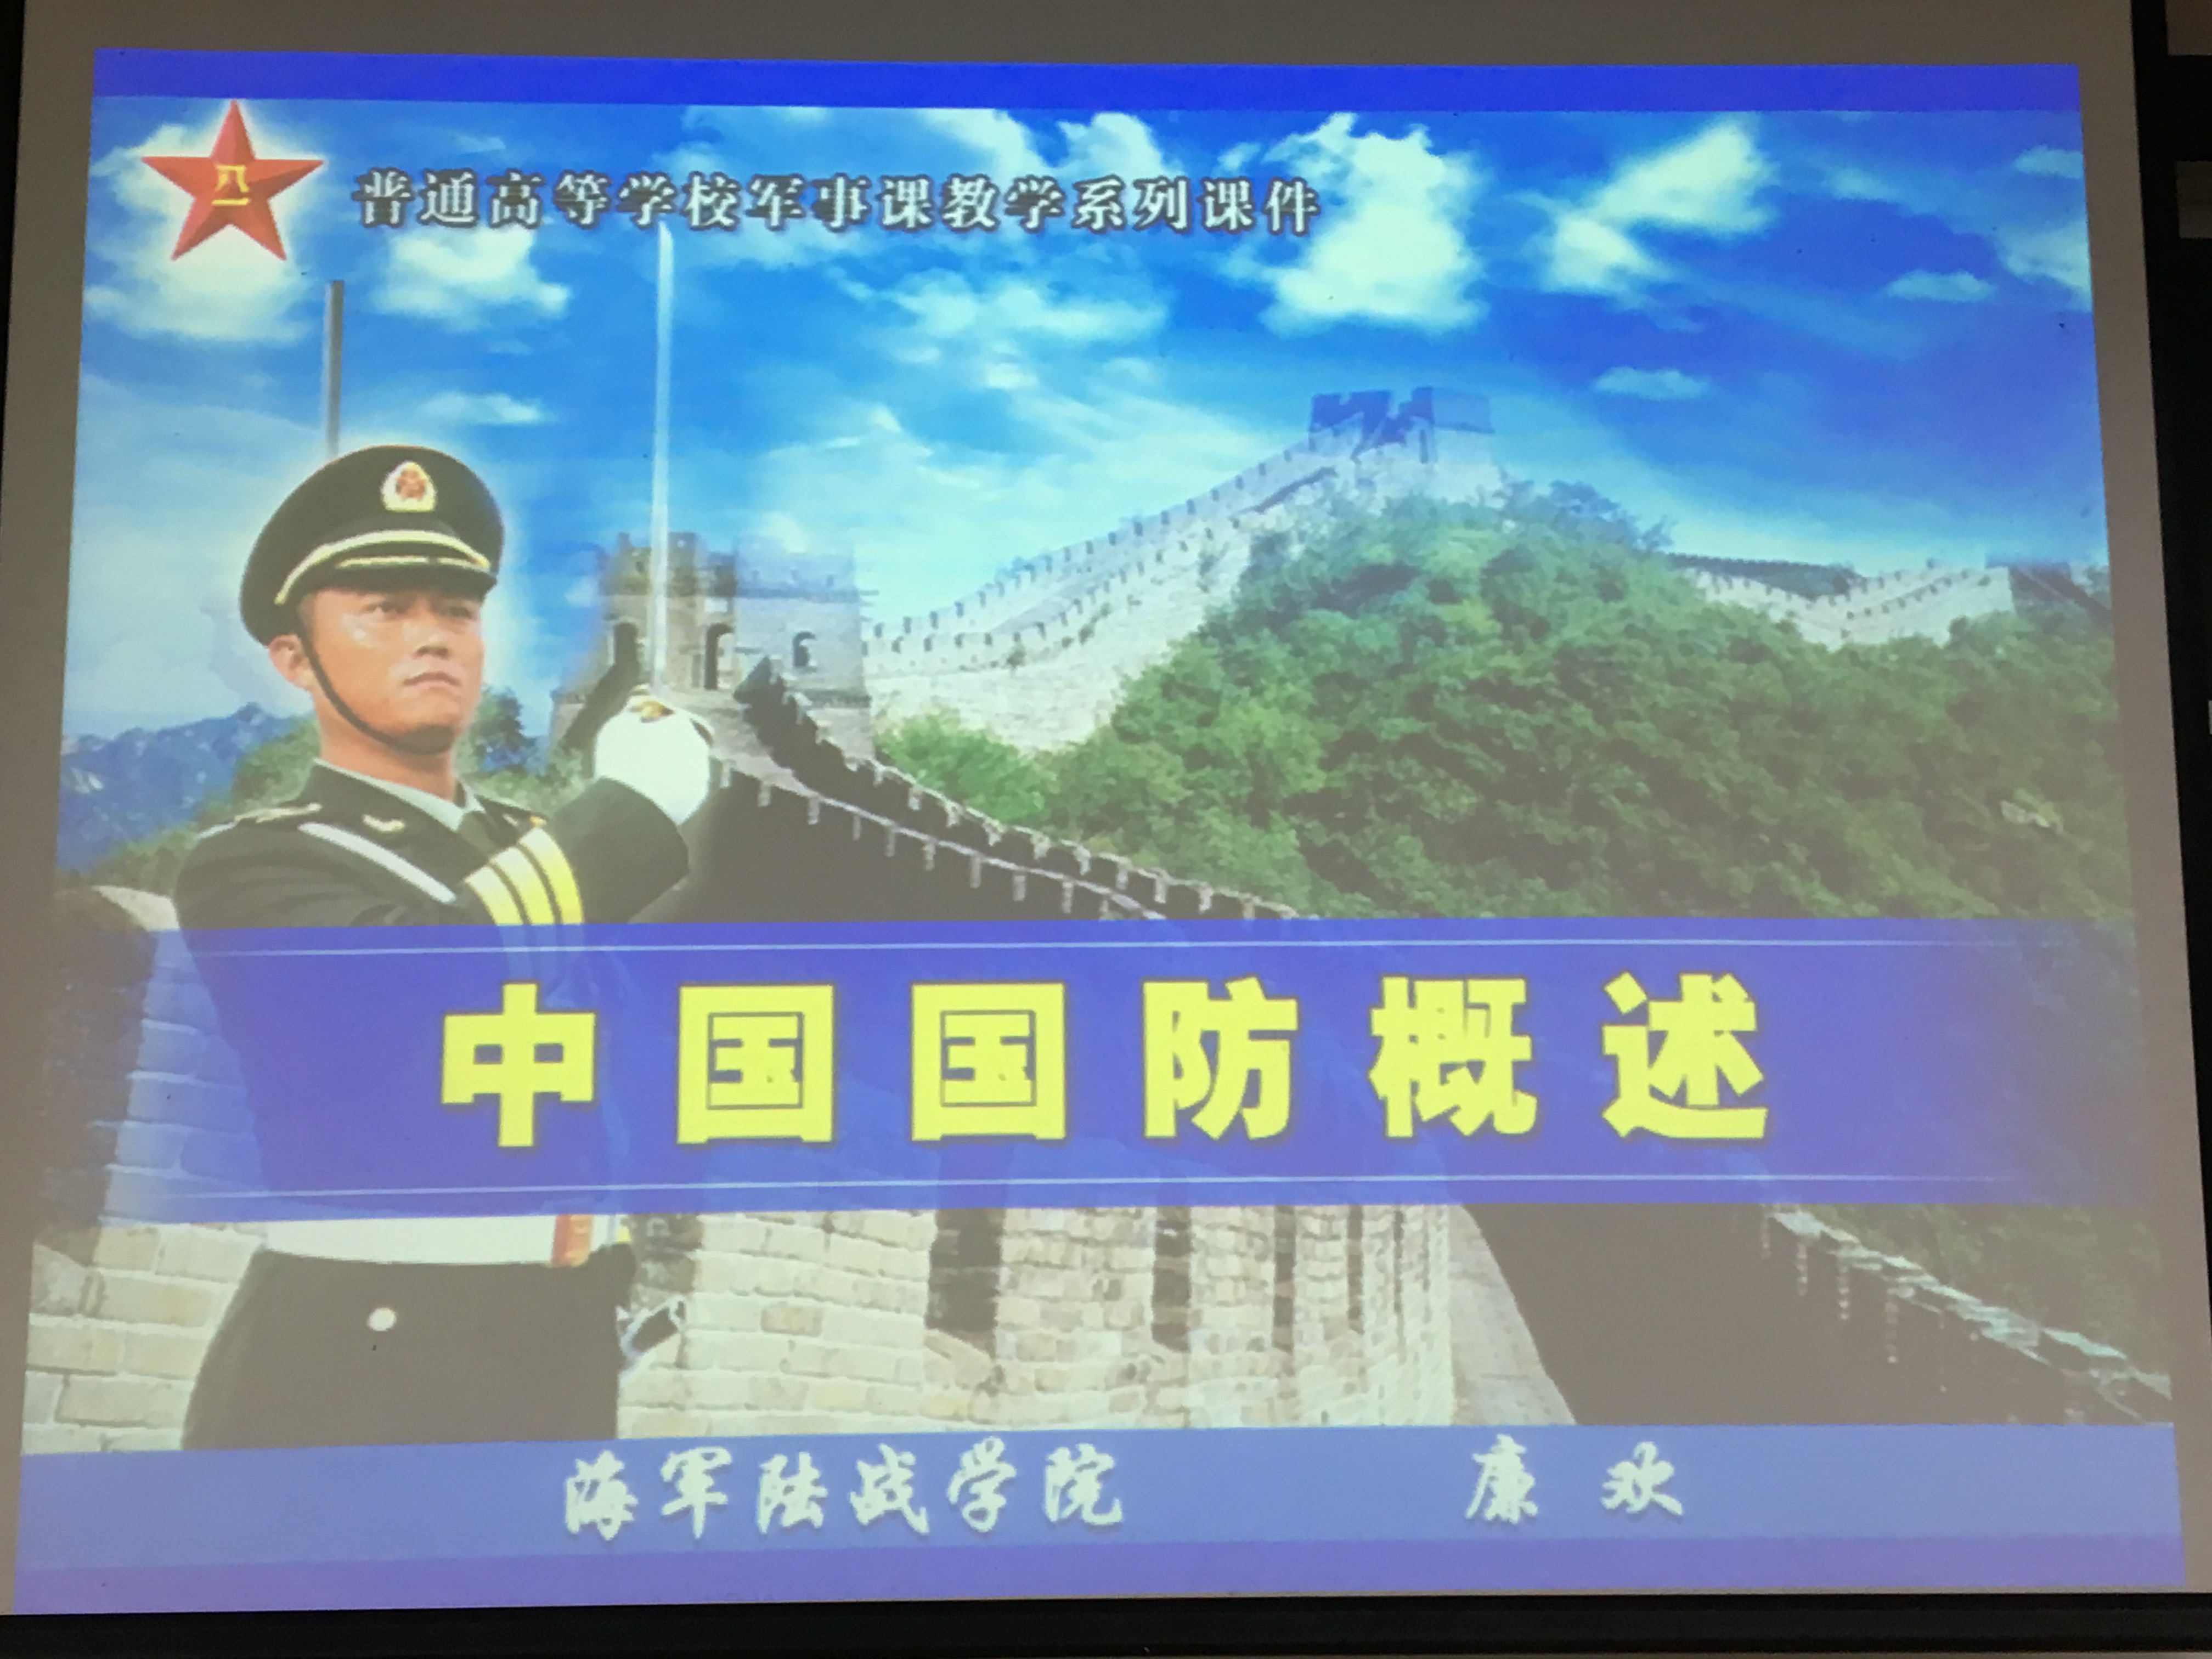 八一
普通高等学校军事课教学系列课件
中国国防概述
海军陆战学院 廉欢